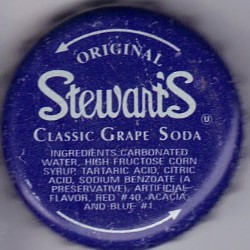 ORIGINAL
Stewart's
CLASSIC GRAPE SODA
U
INGREDIENTS:CARBONATED
WATER, HIGH FRUCTOSE CORN
SYRUP, TARTARIC ACID, CITRIC
ACID, SODIUM BENZOATE (A
PRESERVATIVE), ARTIFICIAL
FLAVOR, RED #40, ACACIA
AND BLUE #1